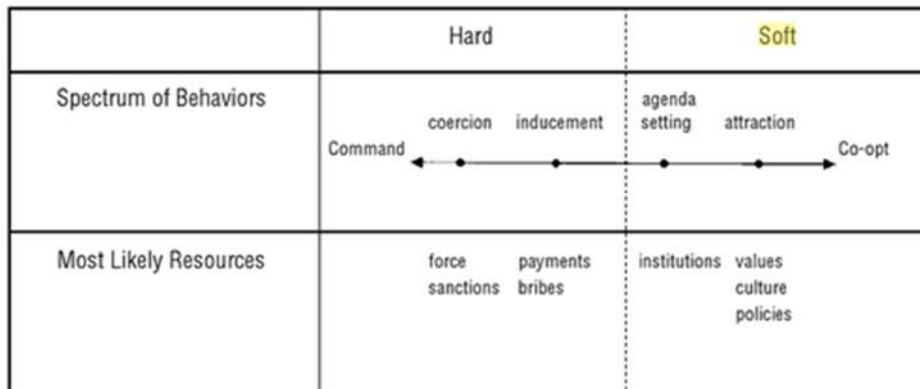 Hard Soft
Spectrum of Behaviors
agenda
coercion inducement setting attraction
Command Co-opt
Most Likely Resources force payments institutions values
sanctions bribes culture
policies